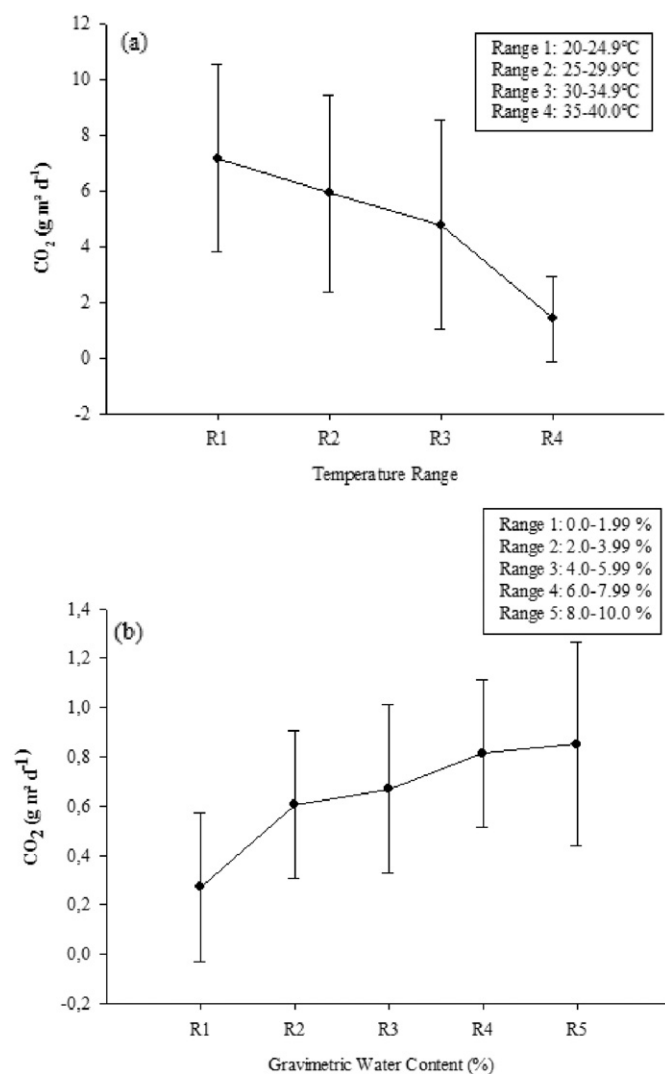 (a)
Range 1: 20-24.9°C
Range 2: 25-29.9°C
Range 3: 30-34.9°C
Range 4: 35-40.0°C
12
10
8
6
4
2
0
-2
CO₂ (g m² d⁻¹)
R1 R2 R3 R4
Temperature Range
Range 1: 0.0-1.99 %
Range 2: 2.0-3.99 %
Range 3: 4.0-5.99 %
Range 4: 6.0-7.99 %
Range 5: 8.0-10.0 %
(b)
1,4
1,2
1,0
0,8
0,6
0,4
0,2
0,0
-0,2
CO₂ (g m² d⁻¹)
R1 R2 R3 R4 R5
Gravimetric Water Content (%)